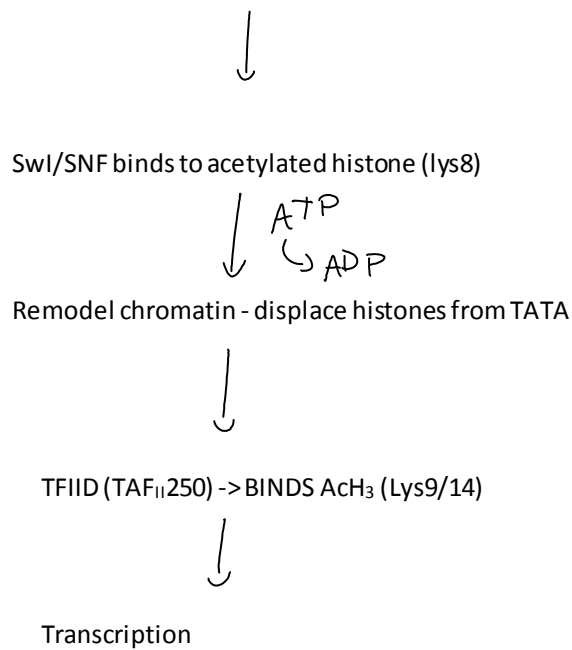 SwI/SNF binds to acetylated histone (lys8)
ATP
ADP
Remodel chromatin - displace histones from TATA
TFIID (TAF_II250) ->BINDS AcH₃ (Lys9/14)
Transcription